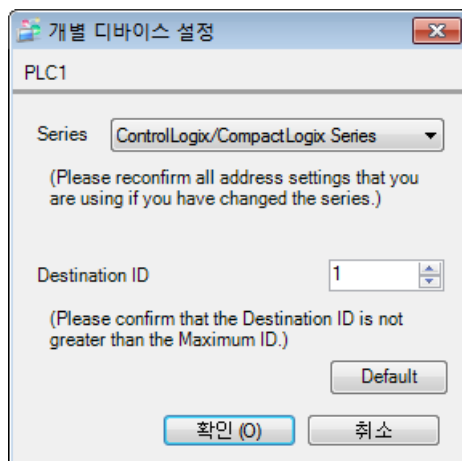 개별 디바이스 설정
PLC1
Series ControlLogix/CompactLogix Series
(Please reconfirm all address settings that you
are using if you have changed the series.)
Destination ID 1
(Please confirm that the Destination ID is not
greater than the Maximum ID.)
Default
확인 (O) 취소